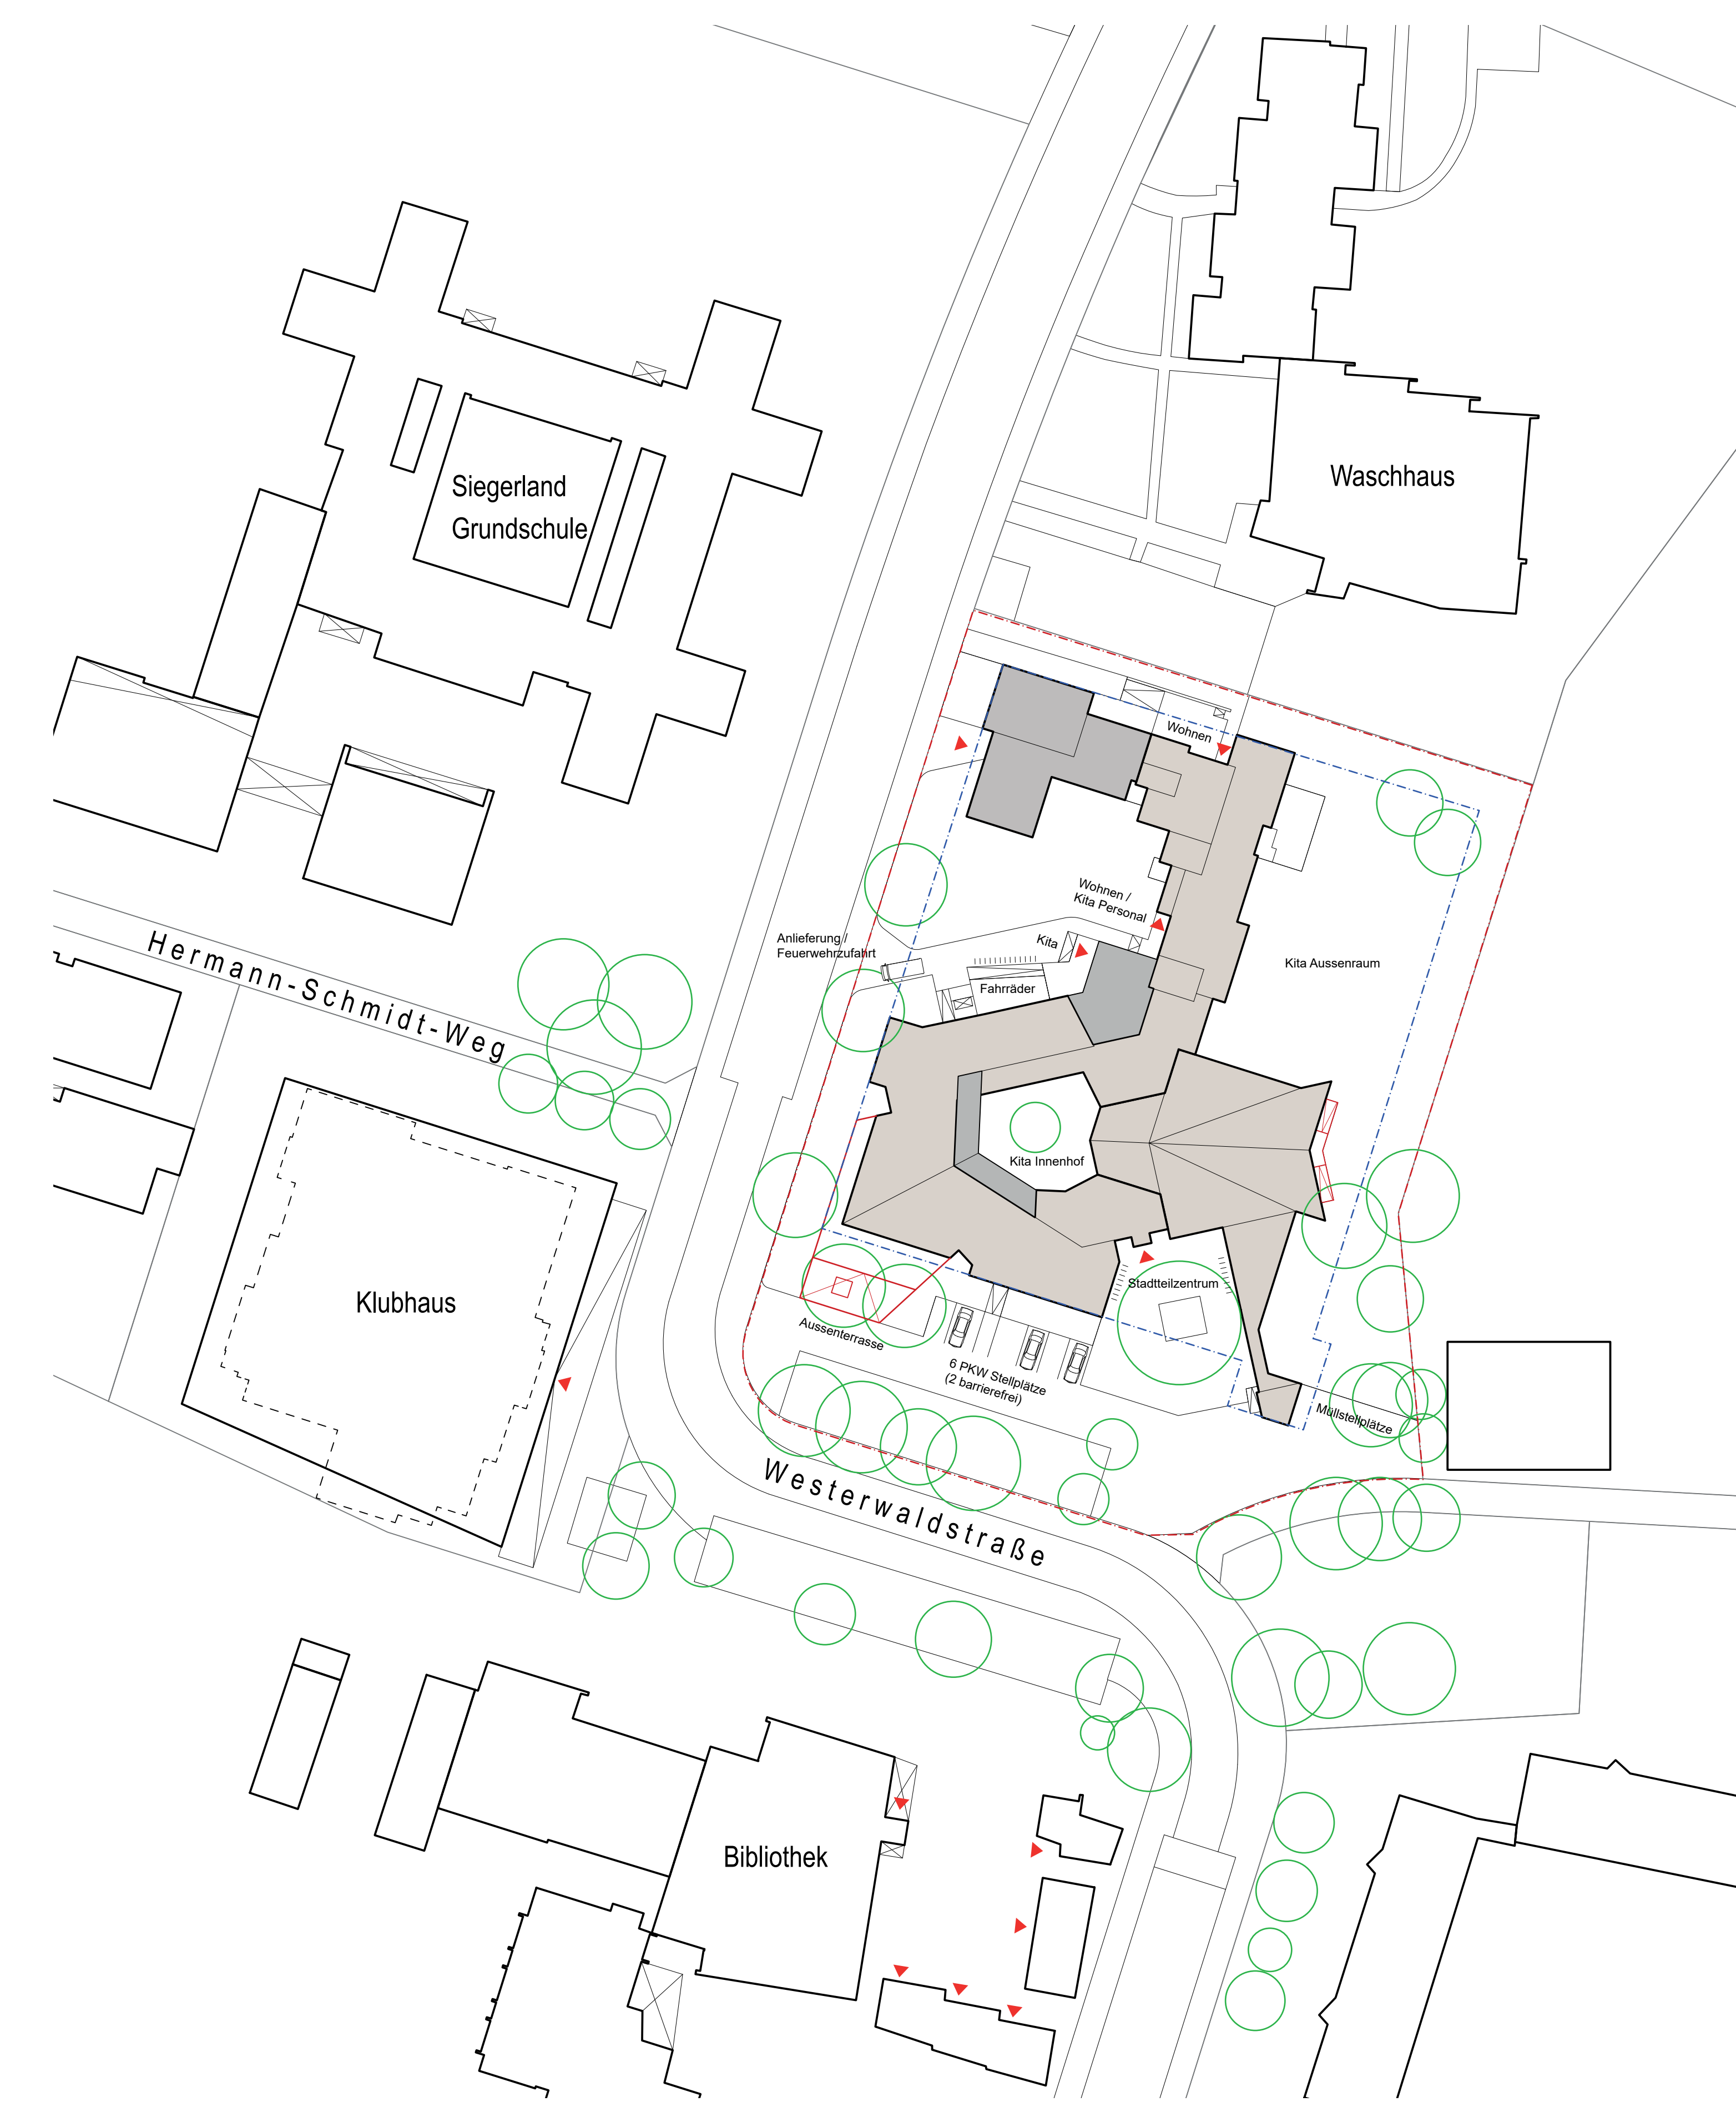 Siegerland
Grundschule
Waschhaus
Wohnen
Wohnen /
Kita Personal
Anlieferung /
Feuerwehrzufahrt
Kita
Kita Aussenraum
Fahrräder
Hermann-Schmidt-Weg
Kita Innenhof
Klubhaus
Stadtteilzentrum
Aussenterrasse
6 PKW Stellplätze
(2 barrierefrei)
Müllstellplätze
Westerwaldstraße
Bibliothek